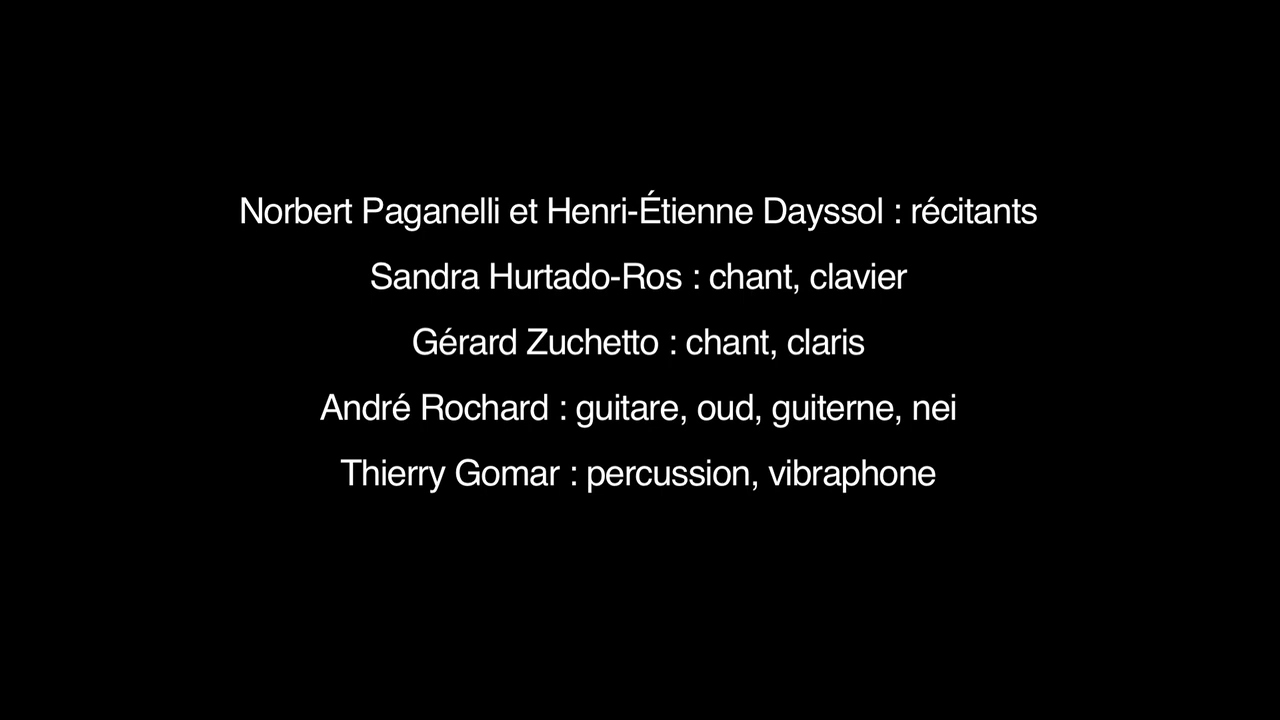 Norbert Paganelli et Henri-Étienne Dayssol : récitants
Sandra Hurtado-Ros : chant, clavier
Gérard Zuchetto : chant, claris
André Rochard : guitare, oud, guiterne, nei
Thierry Gomar : percussion, vibraphone